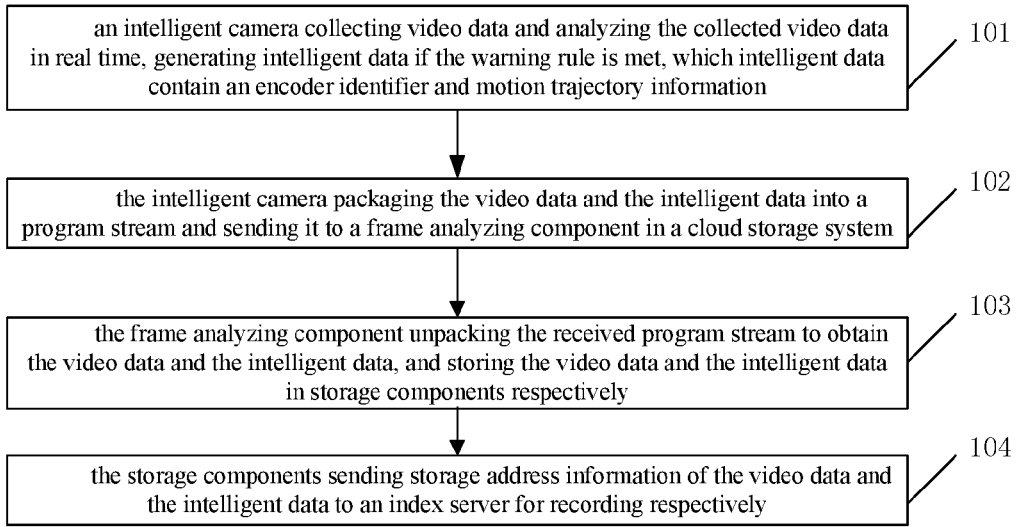 an intelligent camera collecting video data and analyzing the collected video data
in real time, generating intelligent data if the warning rule is met, which intelligent data
contain an encoder identifier and motion trajectory information
101
the intelligent camera packaging the video data and the intelligent data into a
program stream and sending it to a frame analyzing component in a cloud storage system
102
the frame analyzing component unpacking the received program stream to obtain
the video data and the intelligent data, and storing the video data and the intelligent data
in storage components respectively
103
the storage components sending storage address information of the video data and
the intelligent data to an index server for recording respectively
104